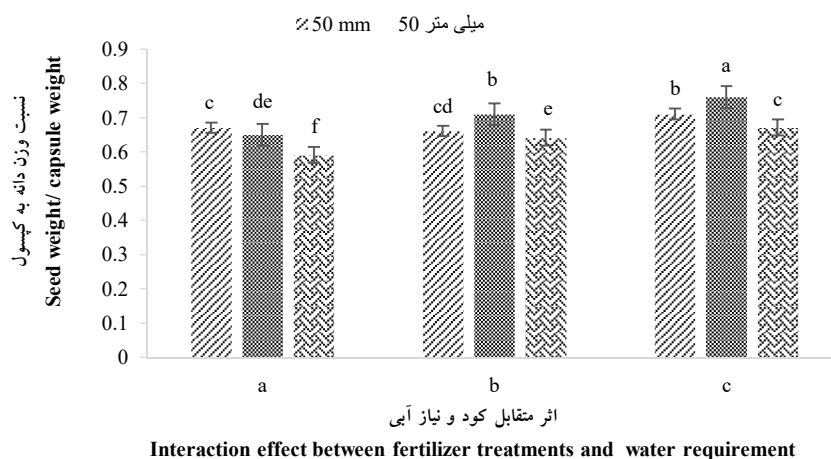 50 mm میلی متر 50
نسبت وزن دانه به کپسول
Seed weight/ capsule weight
0.9
0.8
0.7
0.6
0.5
0.4
0.3
0.2
0.1
0
c de f cd b e b a c
a b c
اثر متقابل کود و نیاز آبی
Interaction effect between fertilizer treatments and water requirement